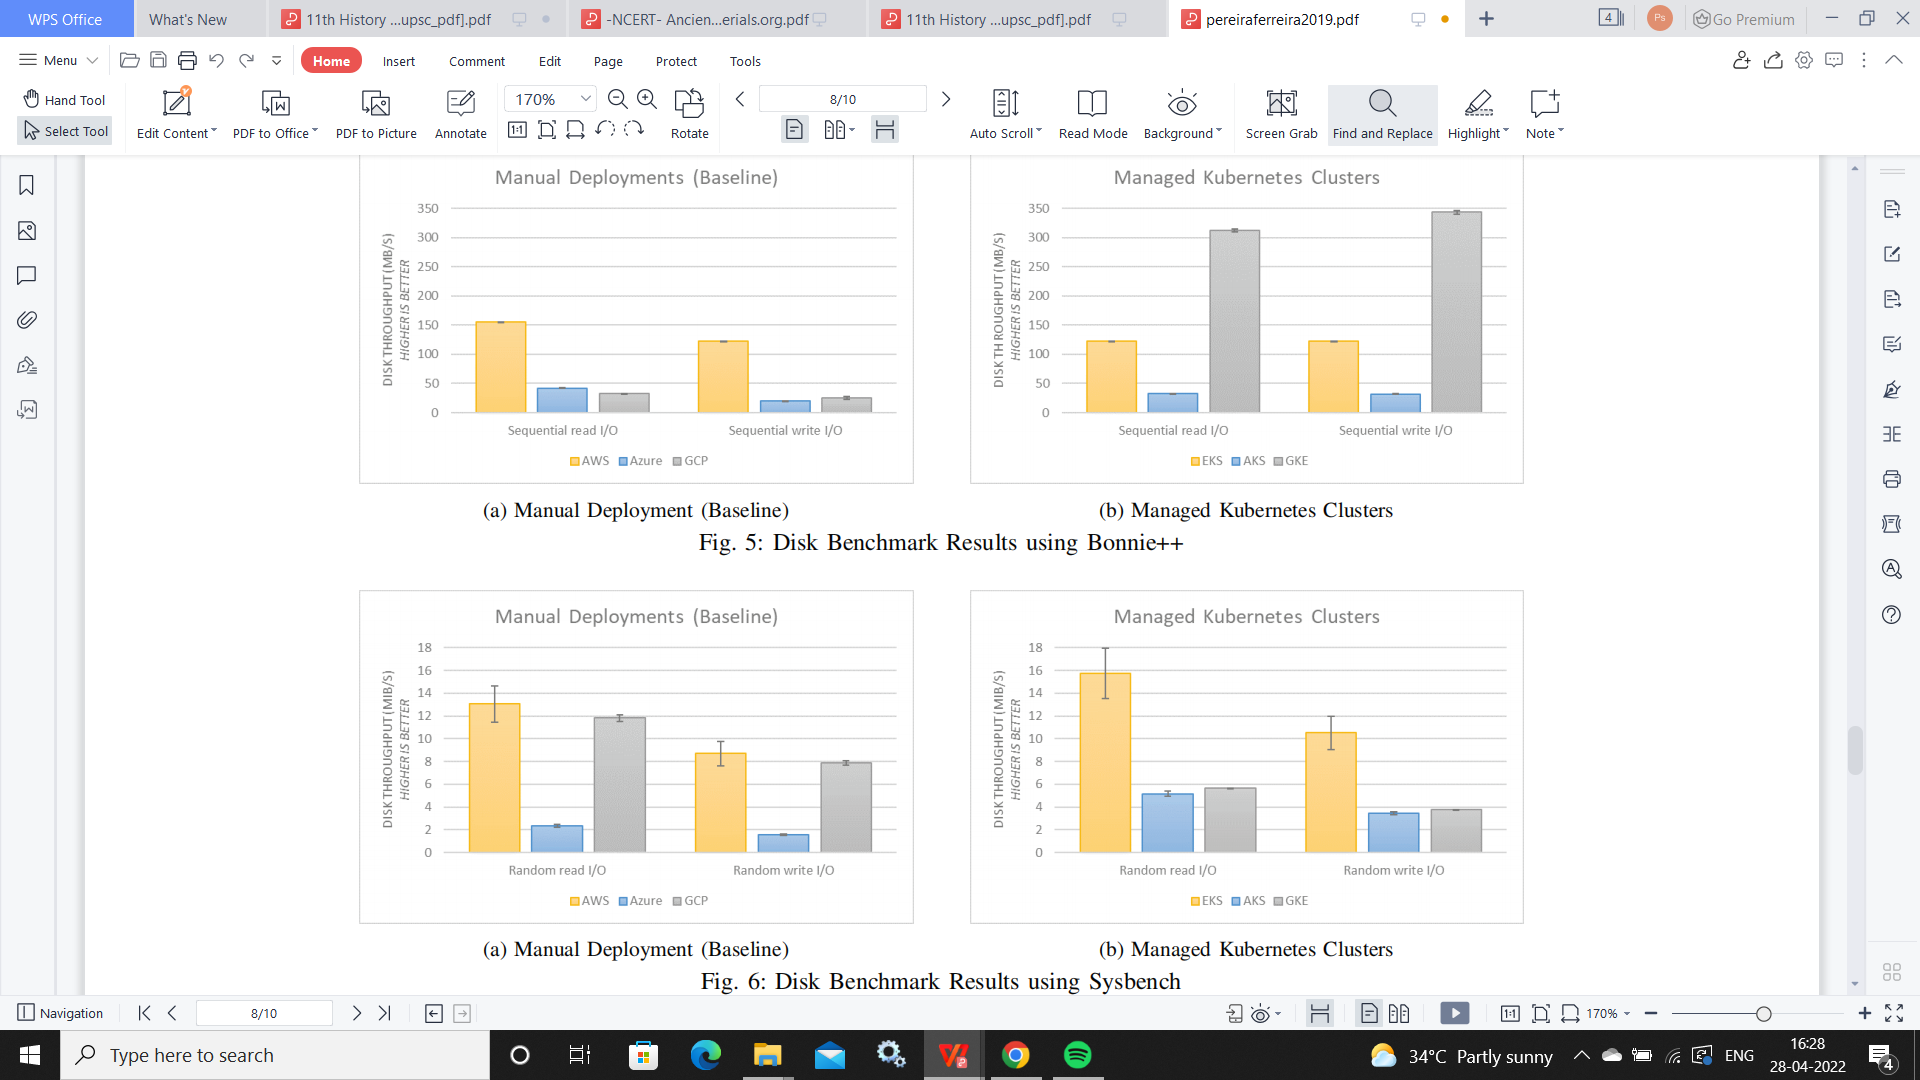 WPS Office
What's New
11th History ...upsc_pdf].pdf
-NCERT- Ancien...erials.org.pdf
11th History ...upsc_pdf].pdf
pereiraferreira2019.pdf
4
Ps
Go Premium
Menu
Home
Insert
Comment
Edit
Page
Protect
Tools
Hand Tool
Select Tool
Edit Content
PDF to Office
PDF to Picture
Annotate
170%
1:1
Rotate
8/10
Auto Scroll
Read Mode
Background
Screen Grab
Find and Replace
Highlight
Note
Manual Deployments (Baseline)
DISK THROUGHPUT (MB/S)
HIGHER IS BETTER
350
300
250
200
150
100
50
0
Sequential read I/O
Sequential write I/O
AWS
Azure
GCP
(a) Manual Deployment (Baseline)
Managed Kubernetes Clusters
DISK THROUGHPUT (MB/S)
HIGHER IS BETTER
350
300
250
200
150
100
50
0
Sequential read I/O
Sequential write I/O
EKS
AKS
GKE
(b) Managed Kubernetes Clusters
Fig. 5: Disk Benchmark Results using Bonnie++
Manual Deployments (Baseline)
DISK THROUGHPUT (MIB/S)
HIGHER IS BETTER
18
16
14
12
10
8
6
4
2
0
Random read I/O
Random write I/O
AWS
Azure
GCP
(a) Manual Deployment (Baseline)
Managed Kubernetes Clusters
DISK THROUGHPUT (MIB/S)
HIGHER IS BETTER
18
16
14
12
10
8
6
4
2
0
Random read I/O
Random write I/O
EKS
AKS
GKE
(b) Managed Kubernetes Clusters
Fig. 6: Disk Benchmark Results using Sysbench
Navigation
8/10
1:1
170%
Type here to search
34°C Partly sunny
ENG
16:28
28-04-2022
4